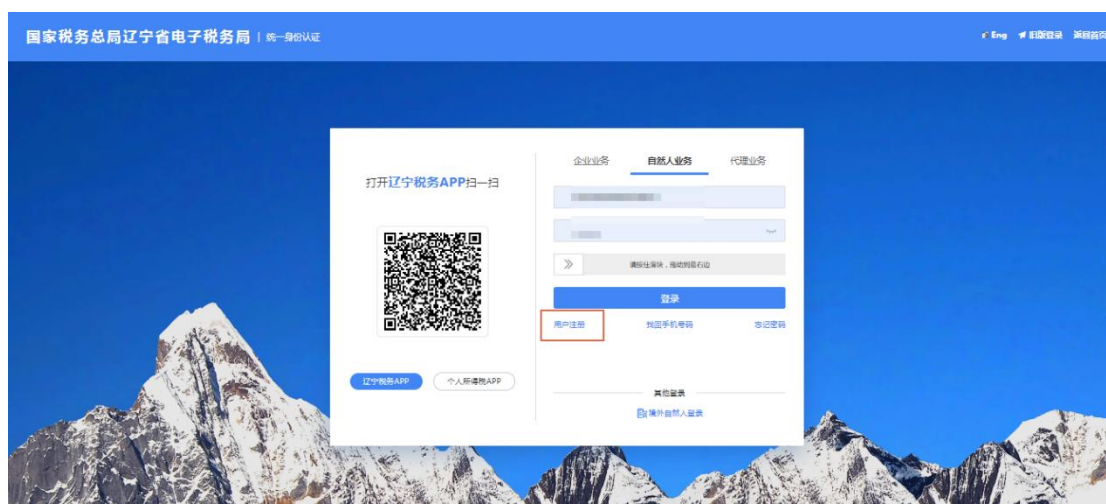 国家税务总局辽宁省电子税务局 | 统一身份认证
Eng 旧版登录 返回首页
打开辽宁税务APP扫一扫
辽宁税务APP 个人所得税APP
企业业务 自然人业务 代理业务
请按住滑块，拖动到最右边
登录
用户注册 找回手机号码 忘记密码
其他登录
境外自然人登录